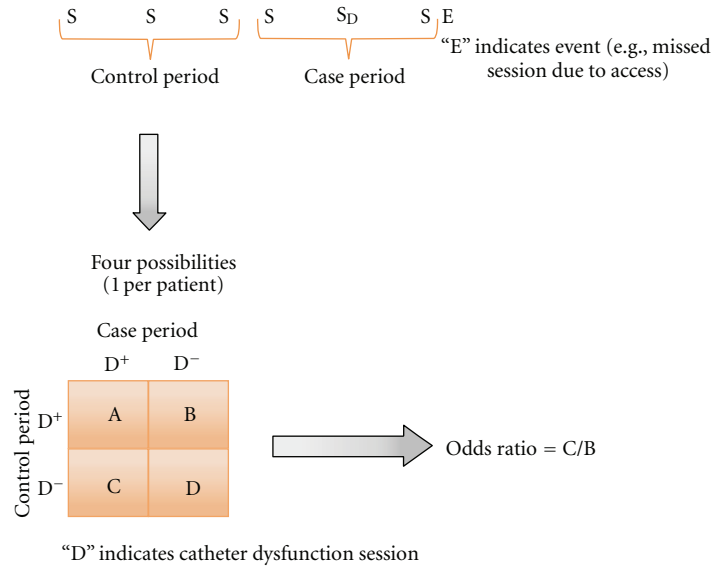 S S S S S_D S E
"E" indicates event (e.g., missed
session due to access)
Control period Case period
Four possibilities
(1 per patient)
Case period
D⁺ D⁻
Control period
D⁺ A B
D⁻ C D
Odds ratio = C/B
"D" indicates catheter dysfunction session